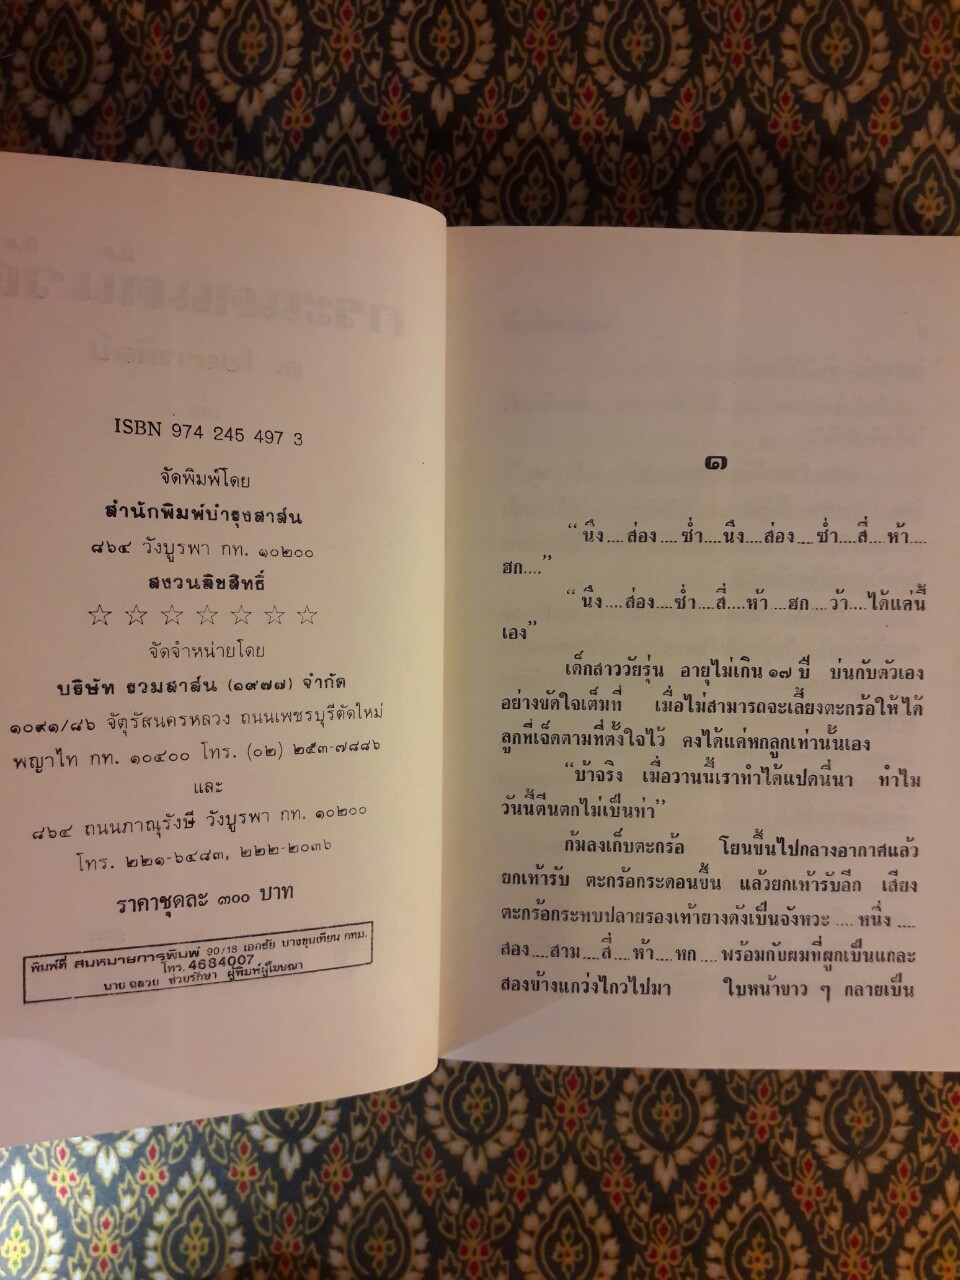 ISBN 974 245 497 3
จัดพิมพ์โดย
สำนักพิมพ์บำรุงสาส์น
๘๖๔ วังบูรพา กท. ๑๐๒๐๐
สงวนลิขสิทธิ์
☆ ☆ ☆ ☆ ☆ ☆ ☆
จัดจำหน่ายโดย
บริษัท รวมสาส์น (๑๙๗๗) จำกัด
๑๐๙๑/๘๖ จัตุรัสนครหลวง ถนนเพชรบุรีตัดใหม่
พญาไท กท. ๑๐๔๐๐ โทร. (๐๒) ๒๕๓-๗๘๘๖
และ
๘๖๔ ถนนภาณุรังษี วังบูรพา กท. ๑๐๒๐๐
โทร. ๒๒๑-๖๔๘๓, ๒๒๒-๒๐๓๖
ราคาชุดละ ๓๐๐ บาท
พิมพ์ที่ สมหมายการพิมพ์ 90/18 เอกชัย บางขุนเทียน กทม.
โทร. 4684007
นาย ฉลวย ช่วยรักษา ผู้พิมพ์ผู้โฆษณา
๑
“ นึง .... ส่อง .... ซ่ำ .... นึง .... ส่อง .... ซ่ำ .... สี่ .... ห้า ....
ฮก....”
“ นึง .... ส่อง .... ซ่ำ .... สี่ .... ห้า .... ฮก .... ว้า .... ได้แค่นี้
เอง”
เด็กสาววัยรุ่น อายุไม่เกิน ๑๗ ปี บ่นกับตัวเอง
อย่างขัดใจเต็มที่ เมื่อไม่สามารถจะเลี้ยงตะกร้อให้ได้
ลูกที่เจ็ดตามที่ตั้งใจไว้ คงได้แค่หกลูกเท่านั้นเอง
“บ้าจริง เมื่อวานนี้เราทำได้แปดนี่นา ทำไม
วันนี้ตีนตกไม่เป็นท่า”
ก้มลงเก็บตะกร้อ โยนขึ้นไปกลางอากาศแล้ว
ยกเท้ารับ ตะกร้อกระดอนขึ้น แล้วยกเท้ารับอีก เสียง
ตะกร้อกระทบปลายรองเท้ายางดังเป็นจังหวะ .... หนึ่ง ....
สอง .... สาม .... สี่ .... ห้า .... หก .... พร้อมกับผมที่ผูกเป็นแกละ
สองข้างแกว่งไกวไปมา ใบหน้าขาว ๆ กลายเป็น